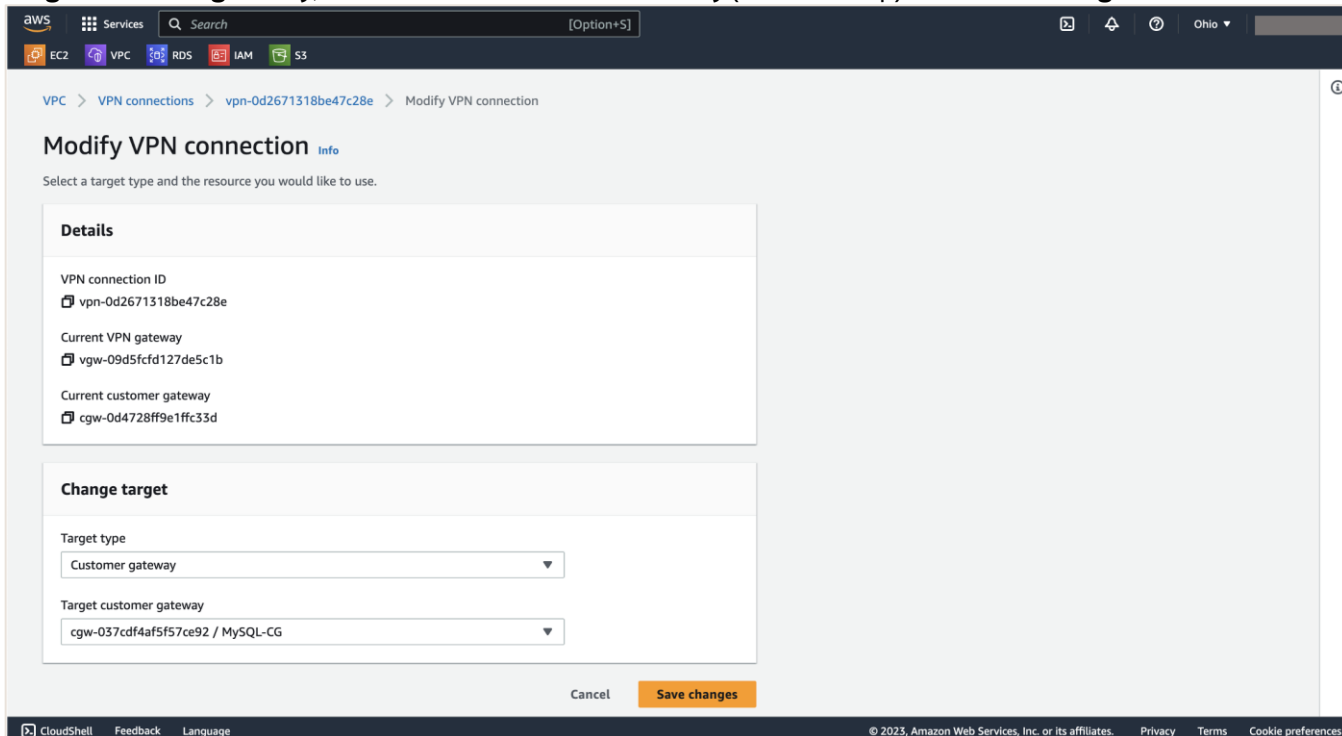 aws Services Search [Option+S] Ohio
EC2 VPC RDS IAM S3
VPC > VPN connections > vpn-0d2671318be47c28e > Modify VPN connection
Modify VPN connection Info
Select a target type and the resource you would like to use.
Details
VPN connection ID
vpn-0d2671318be47c28e
Current VPN gateway
vgw-09d5fcfd127de5c1b
Current customer gateway
cgw-0d4728ff9e1ffc33d
Change target
Target type
Customer gateway
Target customer gateway
cgw-037cdf4af5f57ce92 / MySQL-CG
Cancel Save changes
CloudShell Feedback Language © 2023, Amazon Web Services, Inc. or its affiliates. Privacy Terms Cookie preferences